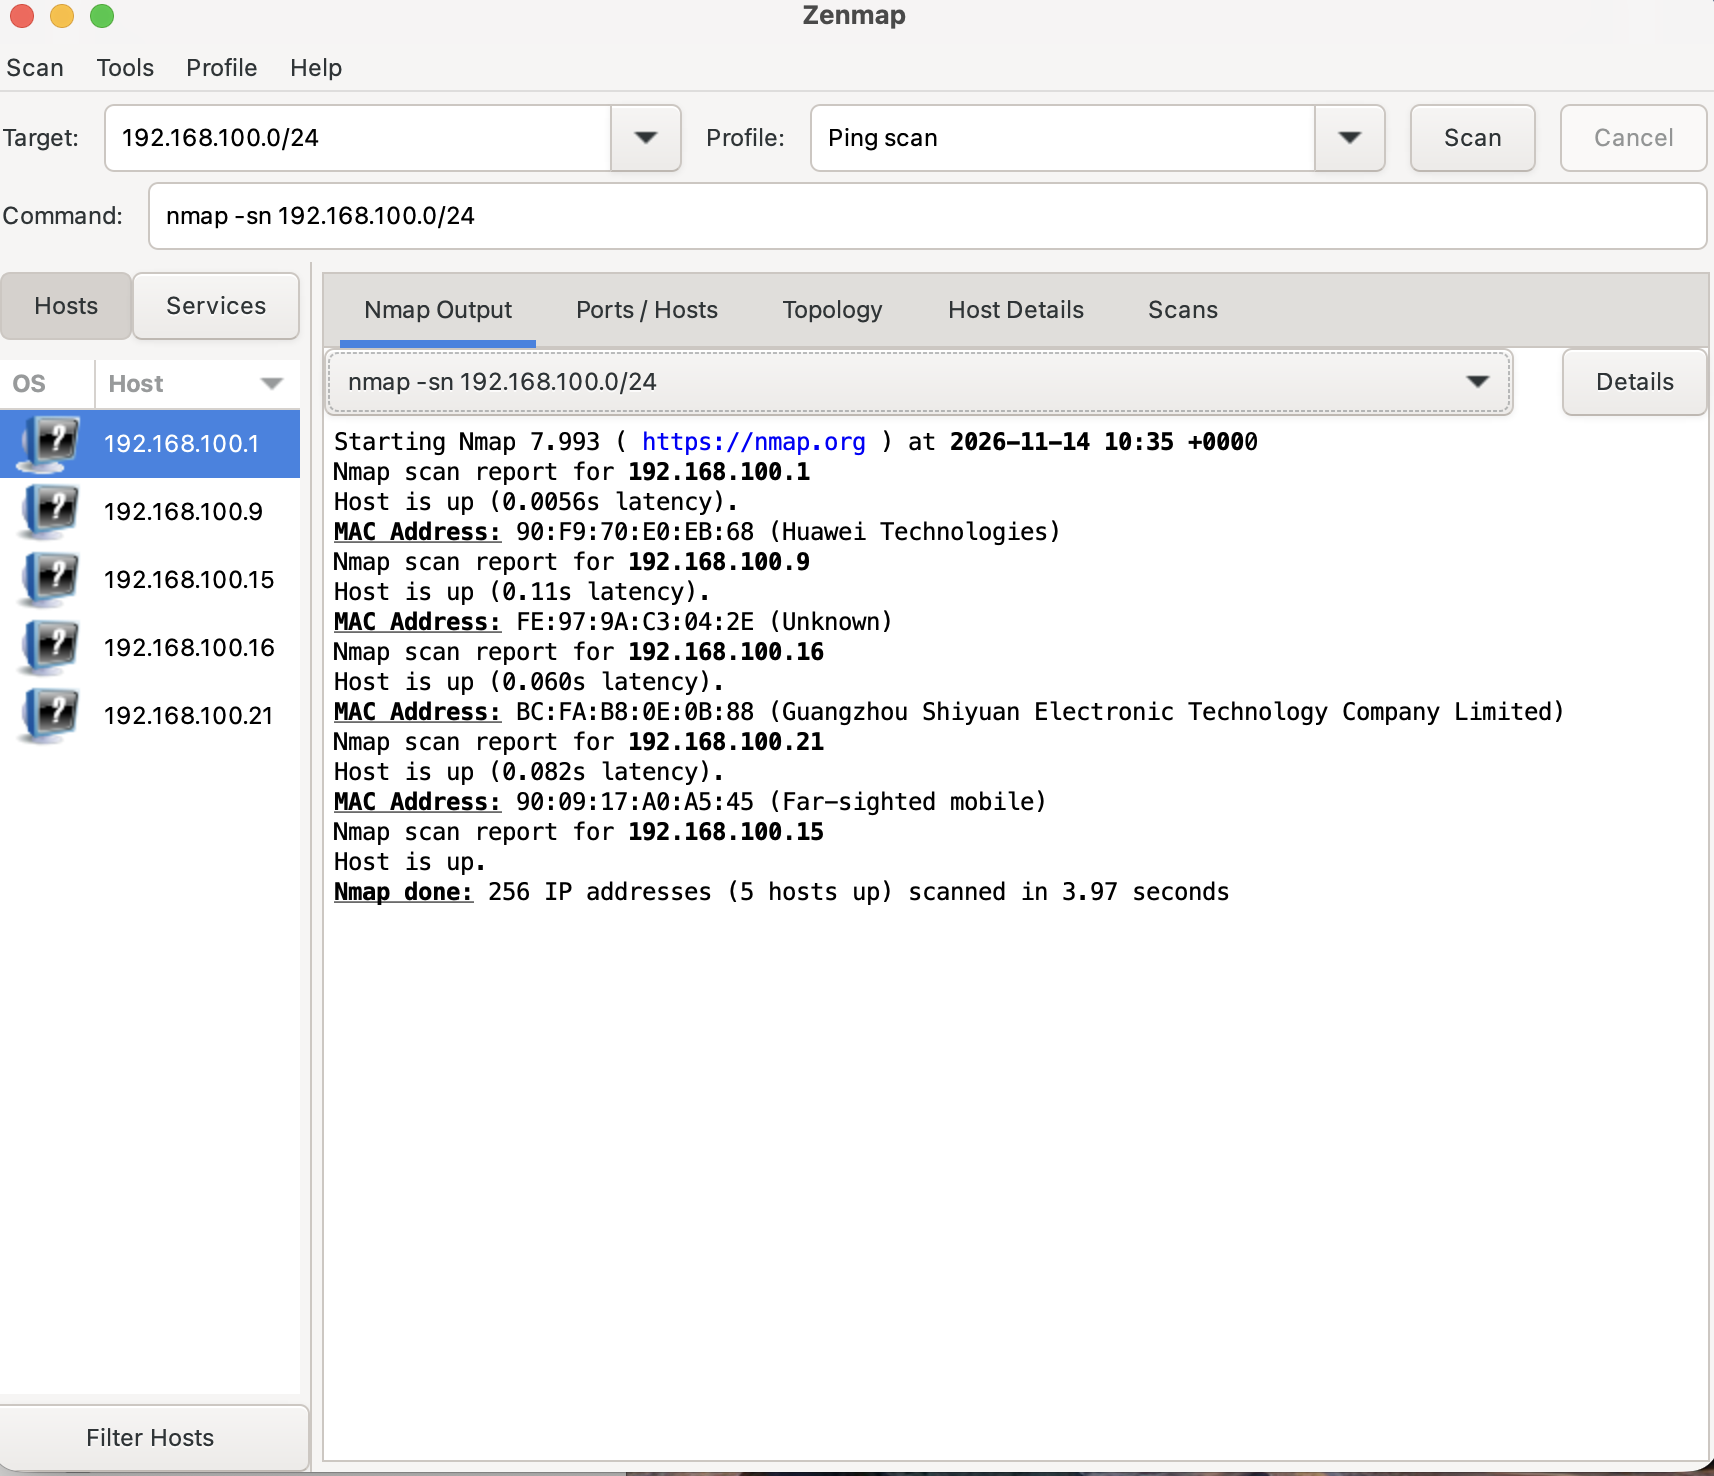 Zenmap
Scan Tools Profile Help
Target: 192.168.100.0/24 Profile: Ping scan Scan Cancel
Command: nmap -sn 192.168.100.0/24
Hosts Services
OS Host
192.168.100.1
192.168.100.9
192.168.100.15
192.168.100.16
192.168.100.21
Filter Hosts
Nmap Output Ports / Hosts Topology Host Details Scans
nmap -sn 192.168.100.0/24 Details
Starting Nmap 7.993 ( https://nmap.org ) at 2026-11-14 10:35 +0000
Nmap scan report for 192.168.100.1
Host is up (0.0056s latency).
MAC Address: 90:F9:70:E0:EB:68 (Huawei Technologies)
Nmap scan report for 192.168.100.9
Host is up (0.11s latency).
MAC Address: FE:97:9A:C3:04:2E (Unknown)
Nmap scan report for 192.168.100.16
Host is up (0.060s latency).
MAC Address: BC:FA:B8:0E:0B:88 (Guangzhou Shiyuan Electronic Technology Company Limited)
Nmap scan report for 192.168.100.21
Host is up (0.082s latency).
MAC Address: 90:09:17:A0:A5:45 (Far-sighted mobile)
Nmap scan report for 192.168.100.15
Host is up.
Nmap done: 256 IP addresses (5 hosts up) scanned in 3.97 seconds